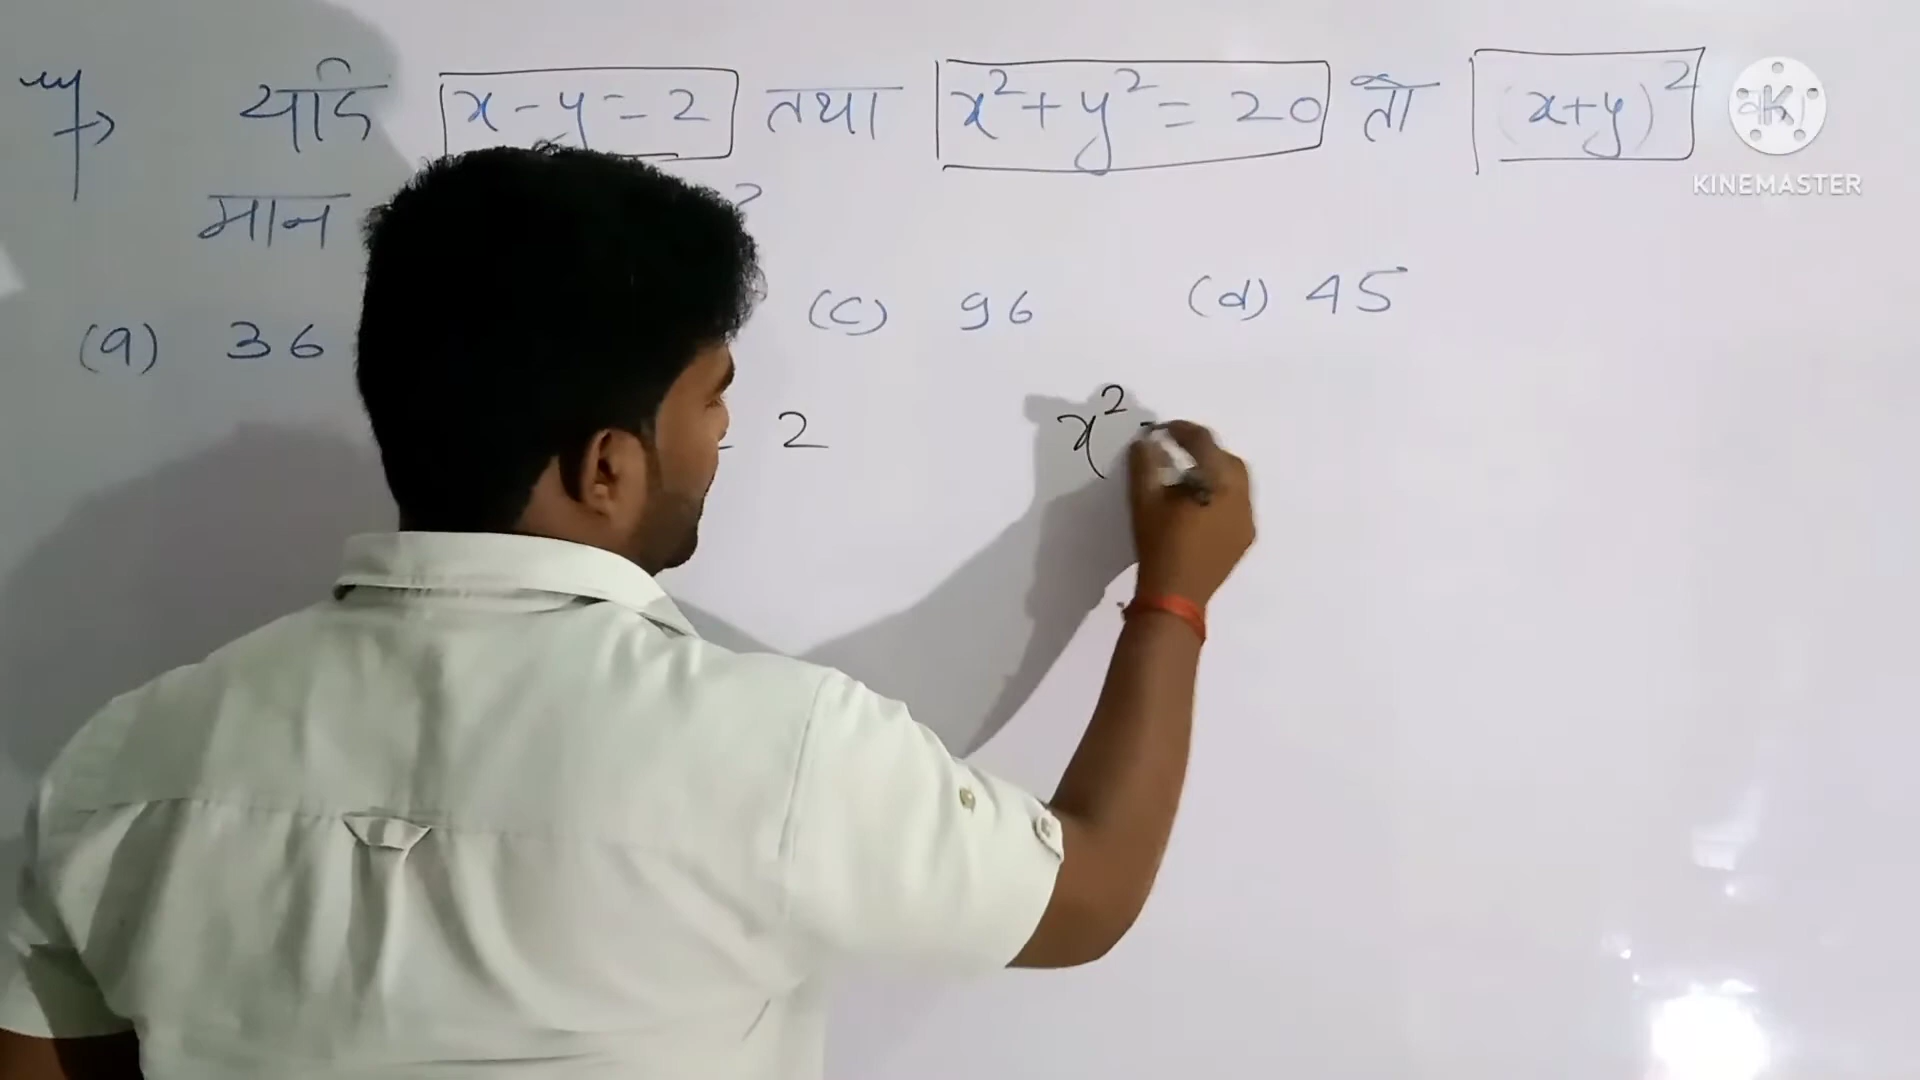 यदि x-y=2 तथा x²+y²=20 तो (x+y)²
मान ?
(a) 36 (c) 96 (d) 45
= 2 x²
KINEMASTER